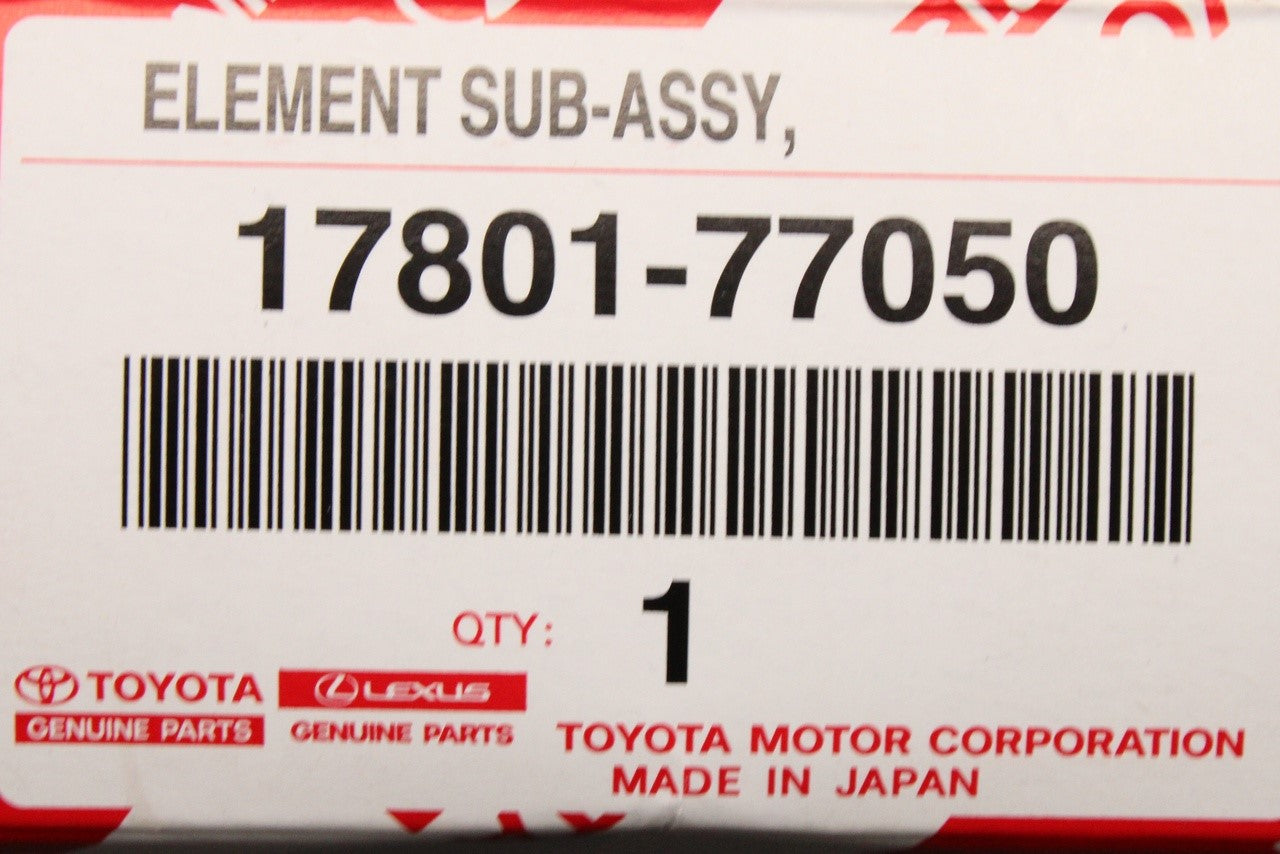 ELEMENT SUB-ASSY,
17801-77050
QTY: 1
TOYOTA
GENUINE PARTS
LEXUS
GENUINE PARTS
TOYOTA MOTOR CORPORATION
MADE IN JAPAN